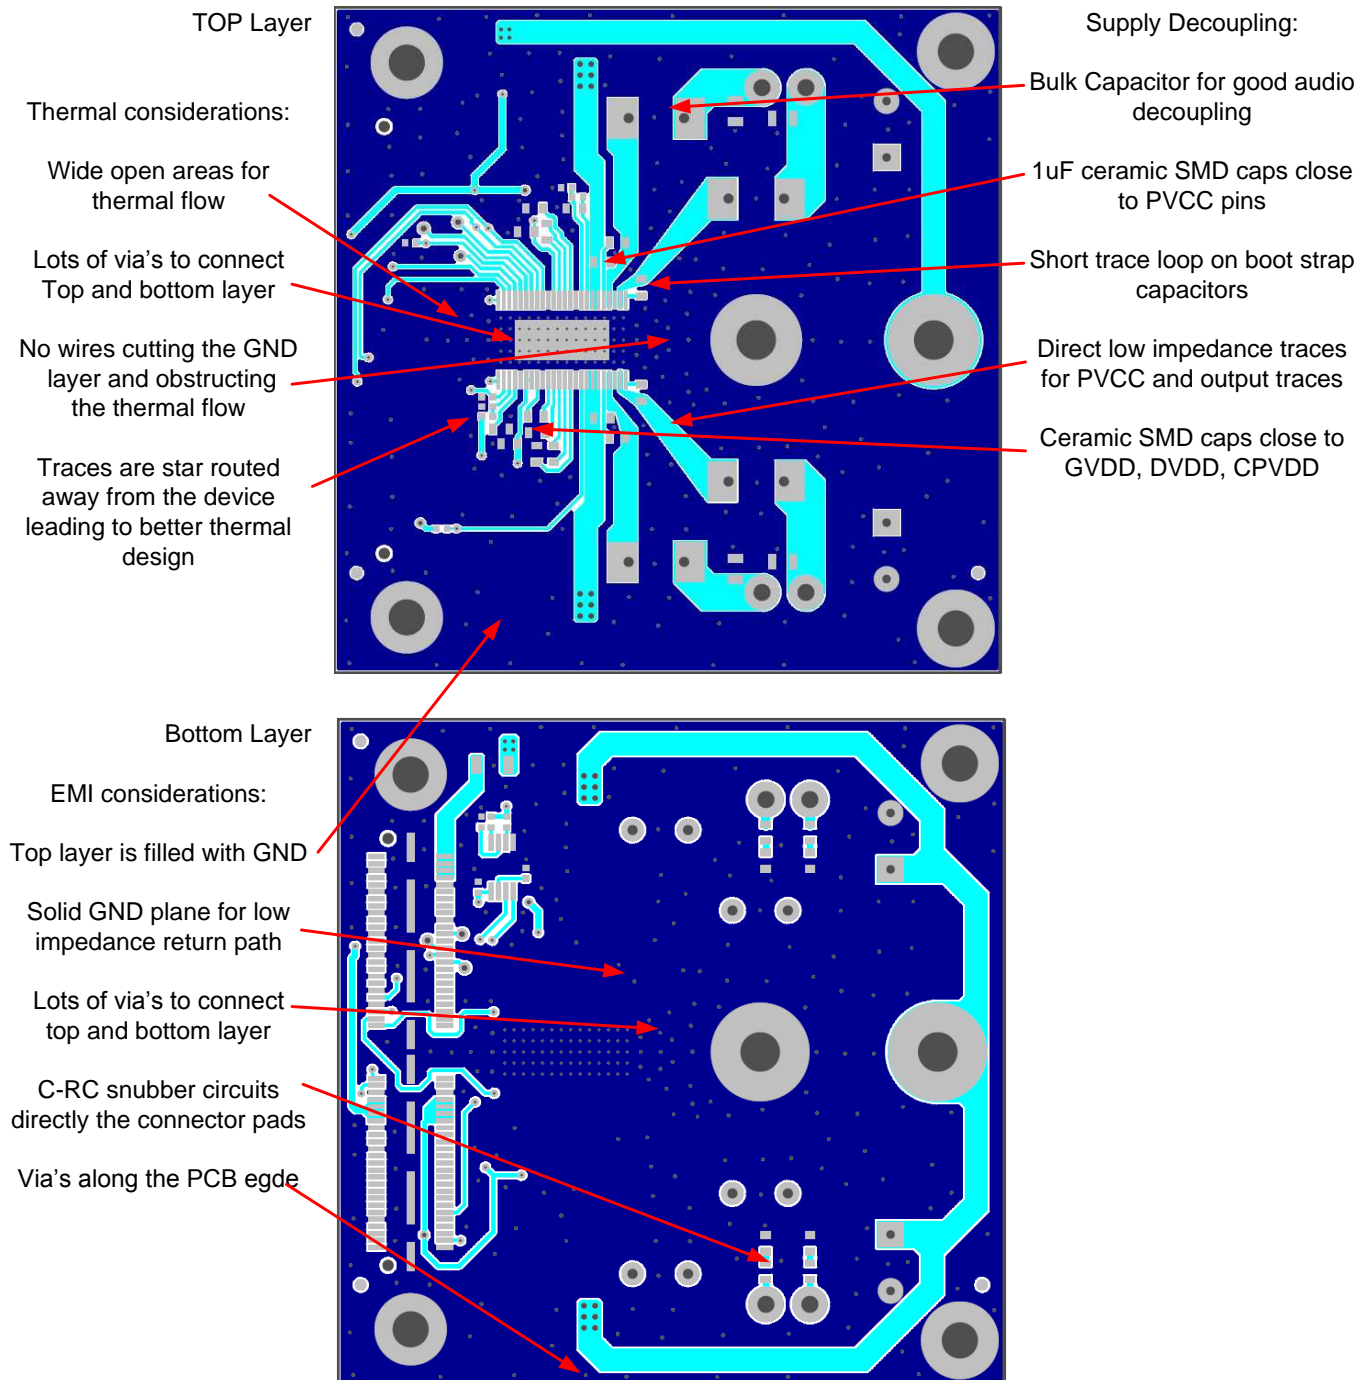 TOP Layer
Thermal considerations:
Wide open areas for
thermal flow
Lots of via's to connect
Top and bottom layer
No wires cutting the GND
layer and obstructing
the thermal flow
Traces are star routed
away from the device
leading to better thermal
design
Supply Decoupling:
Bulk Capacitor for good audio
decoupling
1uF ceramic SMD caps close
to PVCC pins
Short trace loop on boot strap
capacitors
Direct low impedance traces
for PVCC and output traces
Ceramic SMD caps close to
GVDD, DVDD, CPVDD
Bottom Layer
EMI considerations:
Top layer is filled with GND
Solid GND plane for low
impedance return path
Lots of via's to connect
top and bottom layer
C-RC snubber circuits
directly the connector pads
Via's along the PCB egde